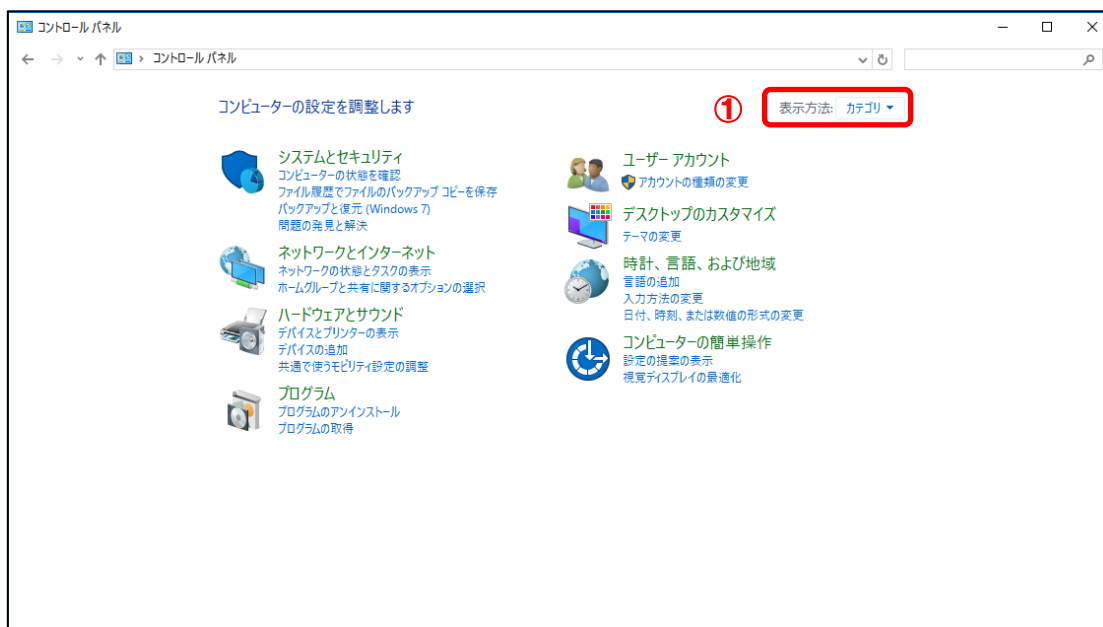 コントロール パネル
コントロール パネル
コンピューターの設定を調整します
① 表示方法: カテゴリ
システムとセキュリティ
コンピューターの状態を確認
ファイル履歴でファイルのバックアップ コピーを保存
バックアップと復元 (Windows 7)
問題の発見と解決
ネットワークとインターネット
ネットワークの状態とタスクの表示
ホームグループと共有に関するオプションの選択
ハードウェアとサウンド
デバイスとプリンターの表示
デバイスの追加
共通で使うモビリティ設定の調整
プログラム
プログラムのアンインストール
プログラムの取得
ユーザー アカウント
アカウントの種類の変更
デスクトップのカスタマイズ
テーマの変更
時計、言語、および地域
言語の追加
入力方法の変更
日付、時刻、または数値の形式の変更
コンピューターの簡単操作
設定の提案の表示
視覚ディスプレイの最適化